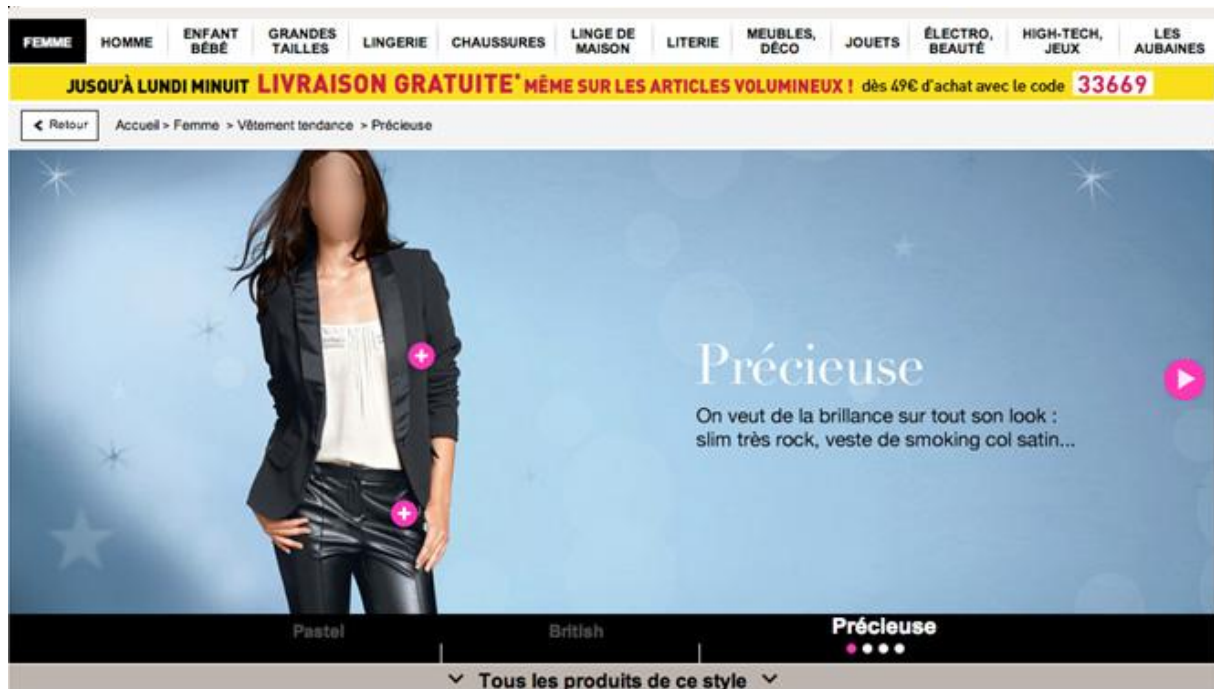 FEMME HOMME ENFANT BÉBÉ GRANDES TAILLES LINGERIE CHAUSSURES LINGE DE MAISON LITERIE MEUBLES, DÉCO JOUETS ÉLECTRO, BEAUTÉ HIGH-TECH, JEUX LES AUBAINES
JUSQU'À LUNDI MINUIT LIVRAISON GRATUITE* MÊME SUR LES ARTICLES VOLUMINEUX ! dès 49€ d'achat avec le code 33669
Retour Accueil > Femme > Vêtement tendance > Précieuse
Précieuse
On veut de la brillance sur tout son look :
slim très rock, veste de smoking col satin...
Pastel British Précieuse
Tous les produits de ce style